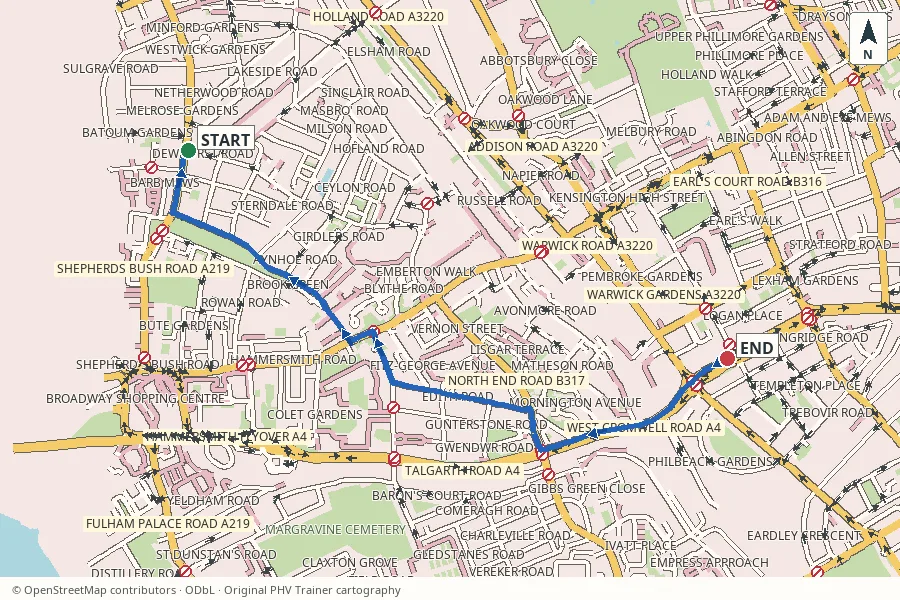 HOLLAND ROAD A3220
MINFORD GARDENS
UPPER PHILLIMORE GARDENS
WESTWICK GARDENS
ELSHAM ROAD
PHILLIMORE PLACE
N
ABBOTSBURY CLOSE
SULGRAVE ROAD
LAKESIDE ROAD
HOLLAND WALK
NETHERWOOD ROAD
SINCLAIR ROAD
STAFFORD TERRACE
OAKWOOD LANE
MELROSE GARDENS
MASBRO' ROAD
ADAM AND EVE MEWS
OAKWOOD COURT
MILSON ROAD
BATOUM GARDENS
MELBURY ROAD
ABINGDON ROAD
START
ADDISON ROAD A3220
HOFLAND ROAD
ALLEN STREET
NAPIER ROAD
BARB MEWS
CEYLON ROAD
EARL'S COURT ROAD B316
KENSINGTON HIGH STREET
RUSSELL ROAD
STERNDALE ROAD
EARL'S WALK
GIRDLERS ROAD
WARWICK ROAD A3220
STRATFORD ROAD
AYNHOE ROAD
SHEPHERDS BUSH ROAD A219
EMBERTON WALK
PEMBROKE GARDENS
LEXHAM GARDENS
BROOK GREEN
BLYTHE ROAD
WARWICK GARDENS A3220
ROWAN ROAD
AVONMORE ROAD
LOGAN PLACE
BUTE GARDENS
VERNON STREET
END
LISGAR TERRACE
SHEPHERD'S BUSH ROAD
HAMMERSMITH ROAD
FITZ-GEORGE AVENUE
MATHESON ROAD
NORTH END ROAD B317
TEMPLETON PLACE
BROADWAY SHOPPING CENTRE
EDITH ROAD
MORNINGTON AVENUE
COLET GARDENS
TREBOVIR ROAD
GUNTERSTONE ROAD
WEST CROMWELL ROAD A4
HAMMERSMITH FLYOVER A4
GWENDWR ROAD
PHILBEACH GARDENS
TALGARTH ROAD A4
GIBBS GREEN CLOSE
BARON'S COURT ROAD
YELDHAM ROAD
COMERAGH ROAD
FULHAM PALACE ROAD A219
MARGRAVINE CEMETERY
CHARLEVILLE ROAD
EARDLEY CRESCENT
IVATT PLACE
ST DUNSTAN'S ROAD
GLEDSTANES ROAD
CLAXTON GROVE
EMPRESS APPROACH
VEREKER ROAD
© OpenStreetMap contributors · ODbL · Original PHV Trainer cartography